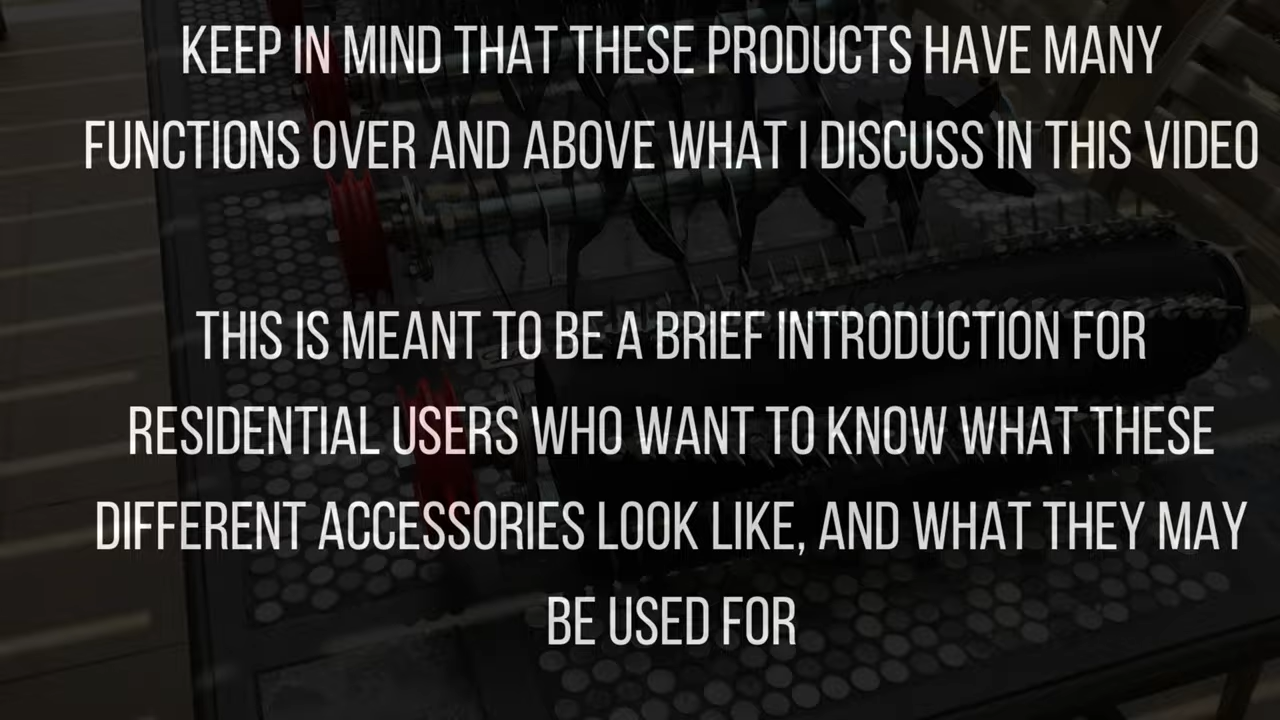 KEEP IN MIND THAT THESE PRODUCTS HAVE MANY
FUNCTIONS OVER AND ABOVE WHAT I DISCUSS IN THIS VIDEO
THIS IS MEANT TO BE A BRIEF INTRODUCTION FOR
RESIDENTIAL USERS WHO WANT TO KNOW WHAT THESE
DIFFERENT ACCESSORIES LOOK LIKE, AND WHAT THEY MAY
BE USED FOR